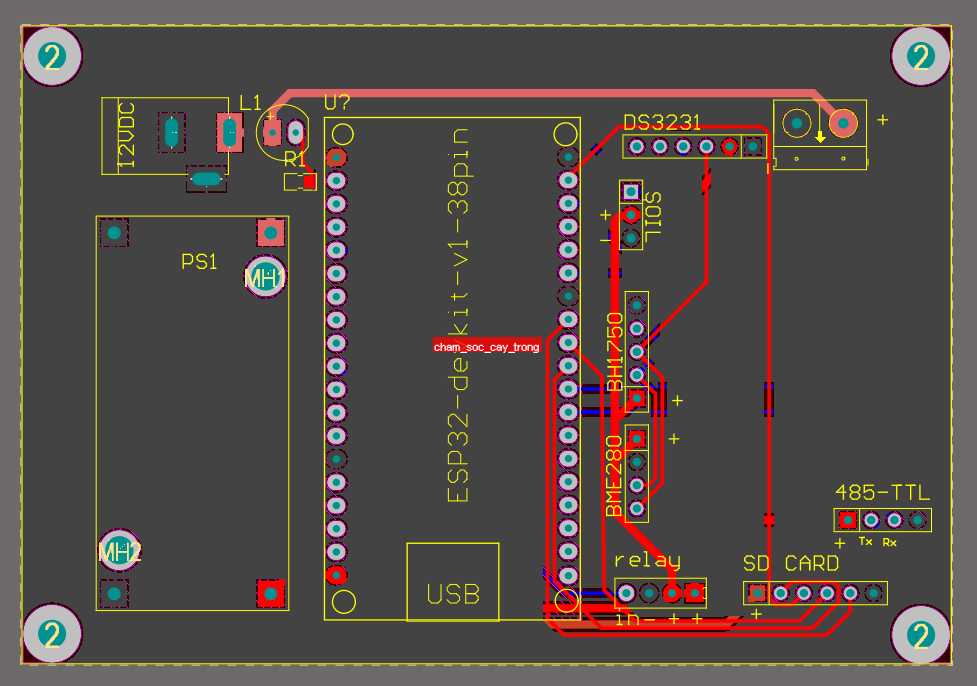 2
2
12VDC
L1
+
U?
R1
DS3231
+
ESP32-devkit-v1-38pin
+
-
SOIL
PS1
MH1
cham_soc_cay_trong
BH1750
+
BME280
+
485-TTL
+ Tx Rx
MH2
relay
SD CARD
USB
in- + +
+
2
2